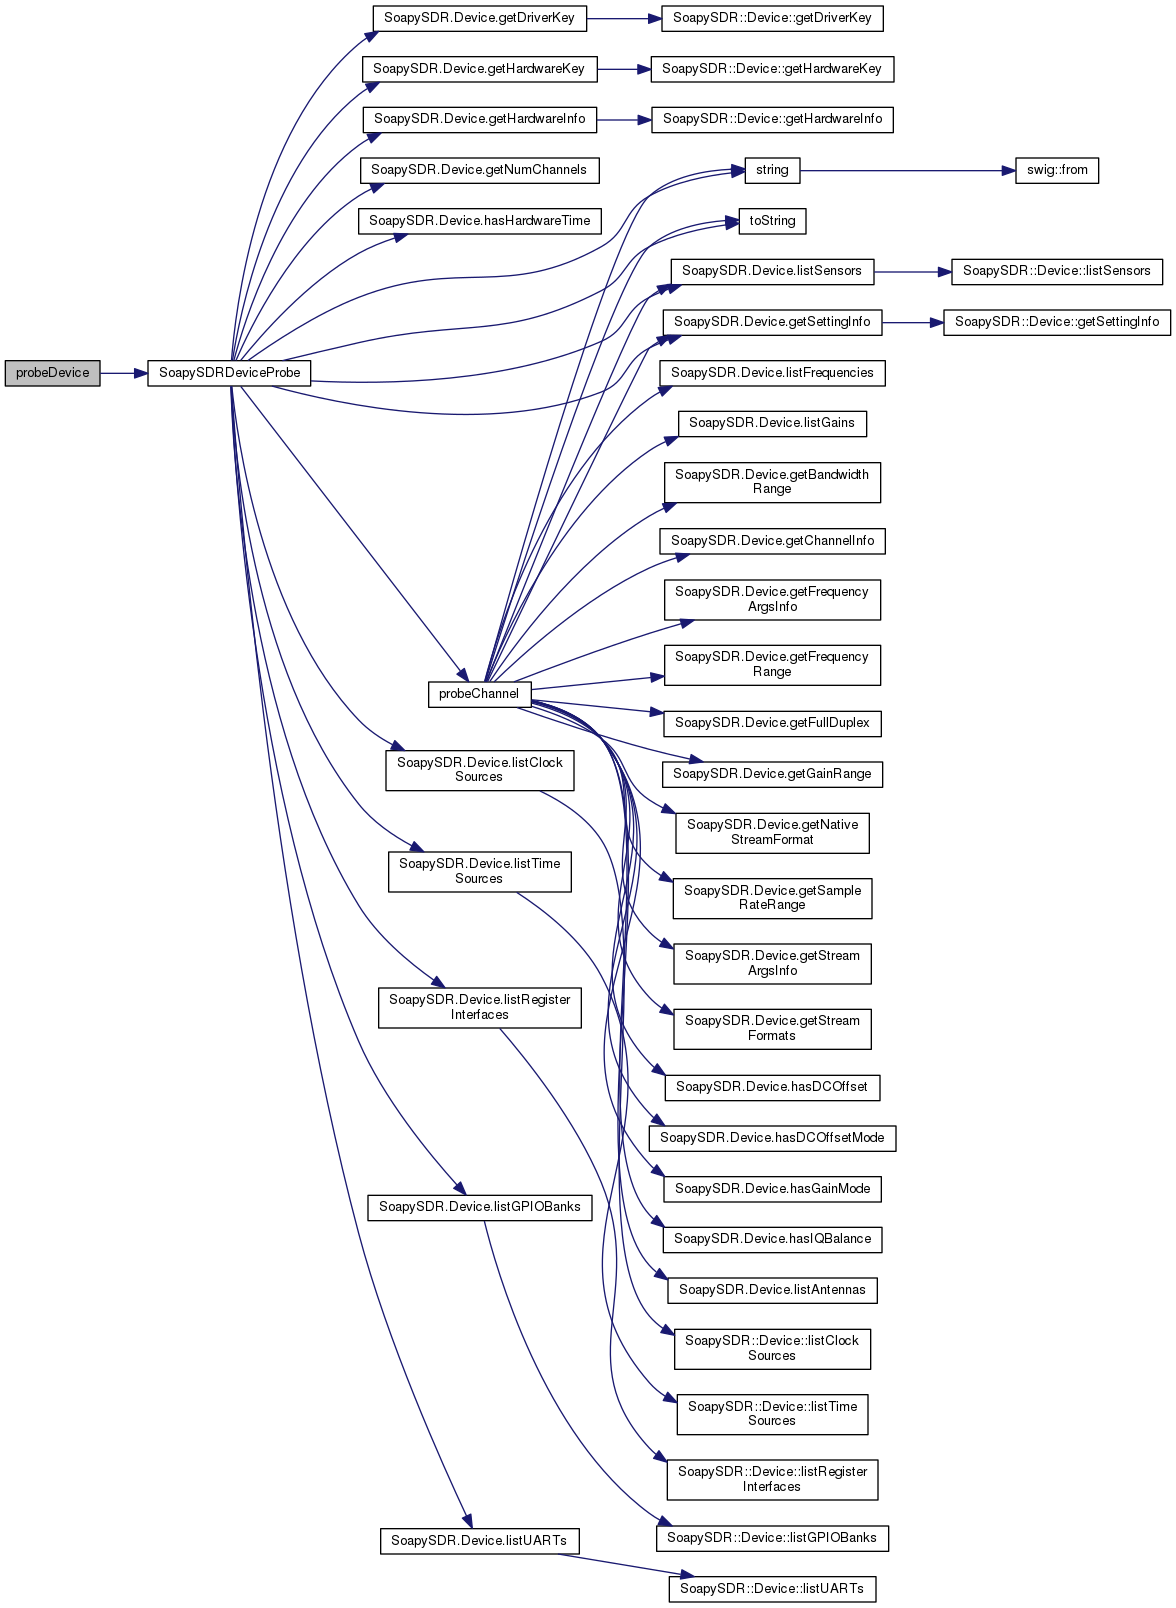 SoapySDR.Device.getDriverKey
SoapySDR::Device::getDriverKey
SoapySDR.Device.getHardwareKey
SoapySDR::Device::getHardwareKey
SoapySDR.Device.getHardwareInfo
SoapySDR::Device::getHardwareInfo
SoapySDR.Device.getNumChannels
string
swig::from
SoapySDR.Device.hasHardwareTime
toString
SoapySDR.Device.listSensors
SoapySDR::Device::listSensors
SoapySDR.Device.getSettingInfo
SoapySDR::Device::getSettingInfo
probeDevice
SoapySDRDeviceProbe
SoapySDR.Device.listFrequencies
SoapySDR.Device.listGains
SoapySDR.Device.getBandwidth
Range
SoapySDR.Device.getChannelInfo
SoapySDR.Device.getFrequency
ArgsInfo
SoapySDR.Device.getFrequency
Range
probeChannel
SoapySDR.Device.getFullDuplex
SoapySDR.Device.listClock
Sources
SoapySDR.Device.getGainRange
SoapySDR.Device.getNative
StreamFormat
SoapySDR.Device.listTime
Sources
SoapySDR.Device.getSample
RateRange
SoapySDR.Device.getStream
ArgsInfo
SoapySDR.Device.listRegister
Interfaces
SoapySDR.Device.getStream
Formats
SoapySDR.Device.hasDCOffset
SoapySDR.Device.hasDCOffsetMode
SoapySDR.Device.hasGainMode
SoapySDR.Device.listGPIOBanks
SoapySDR.Device.hasIQBalance
SoapySDR.Device.listAntennas
SoapySDR::Device::listClock
Sources
SoapySDR::Device::listTime
Sources
SoapySDR::Device::listRegister
Interfaces
SoapySDR.Device.listUARTs
SoapySDR::Device::listGPIOBanks
SoapySDR::Device::listUARTs